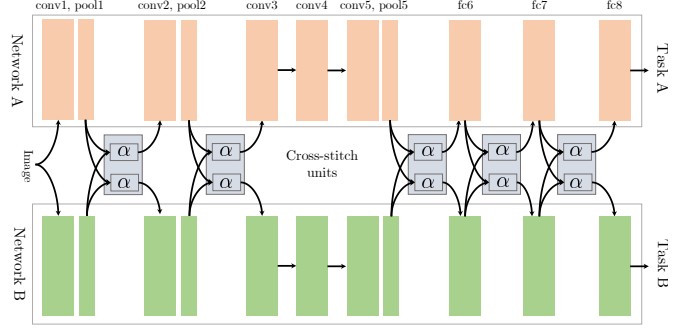 conv1, pool1 conv2, pool2 conv3 conv4 conv5, pool5 fc6 fc7 fc8
Network A
Task A
Image
α α α α α
Cross-stitch
units
α α α α α
Network B
Task B